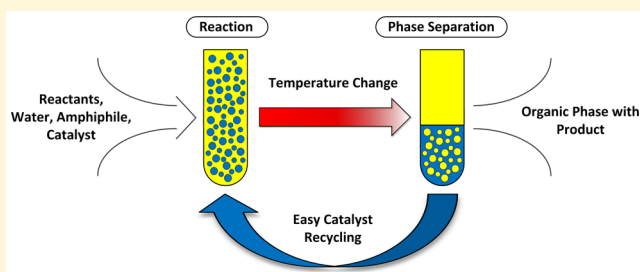 Reaction
Phase Separation
Reactants,
Water, Amphiphile,
Catalyst
Temperature Change
Organic Phase with
Product
Easy Catalyst
Recycling